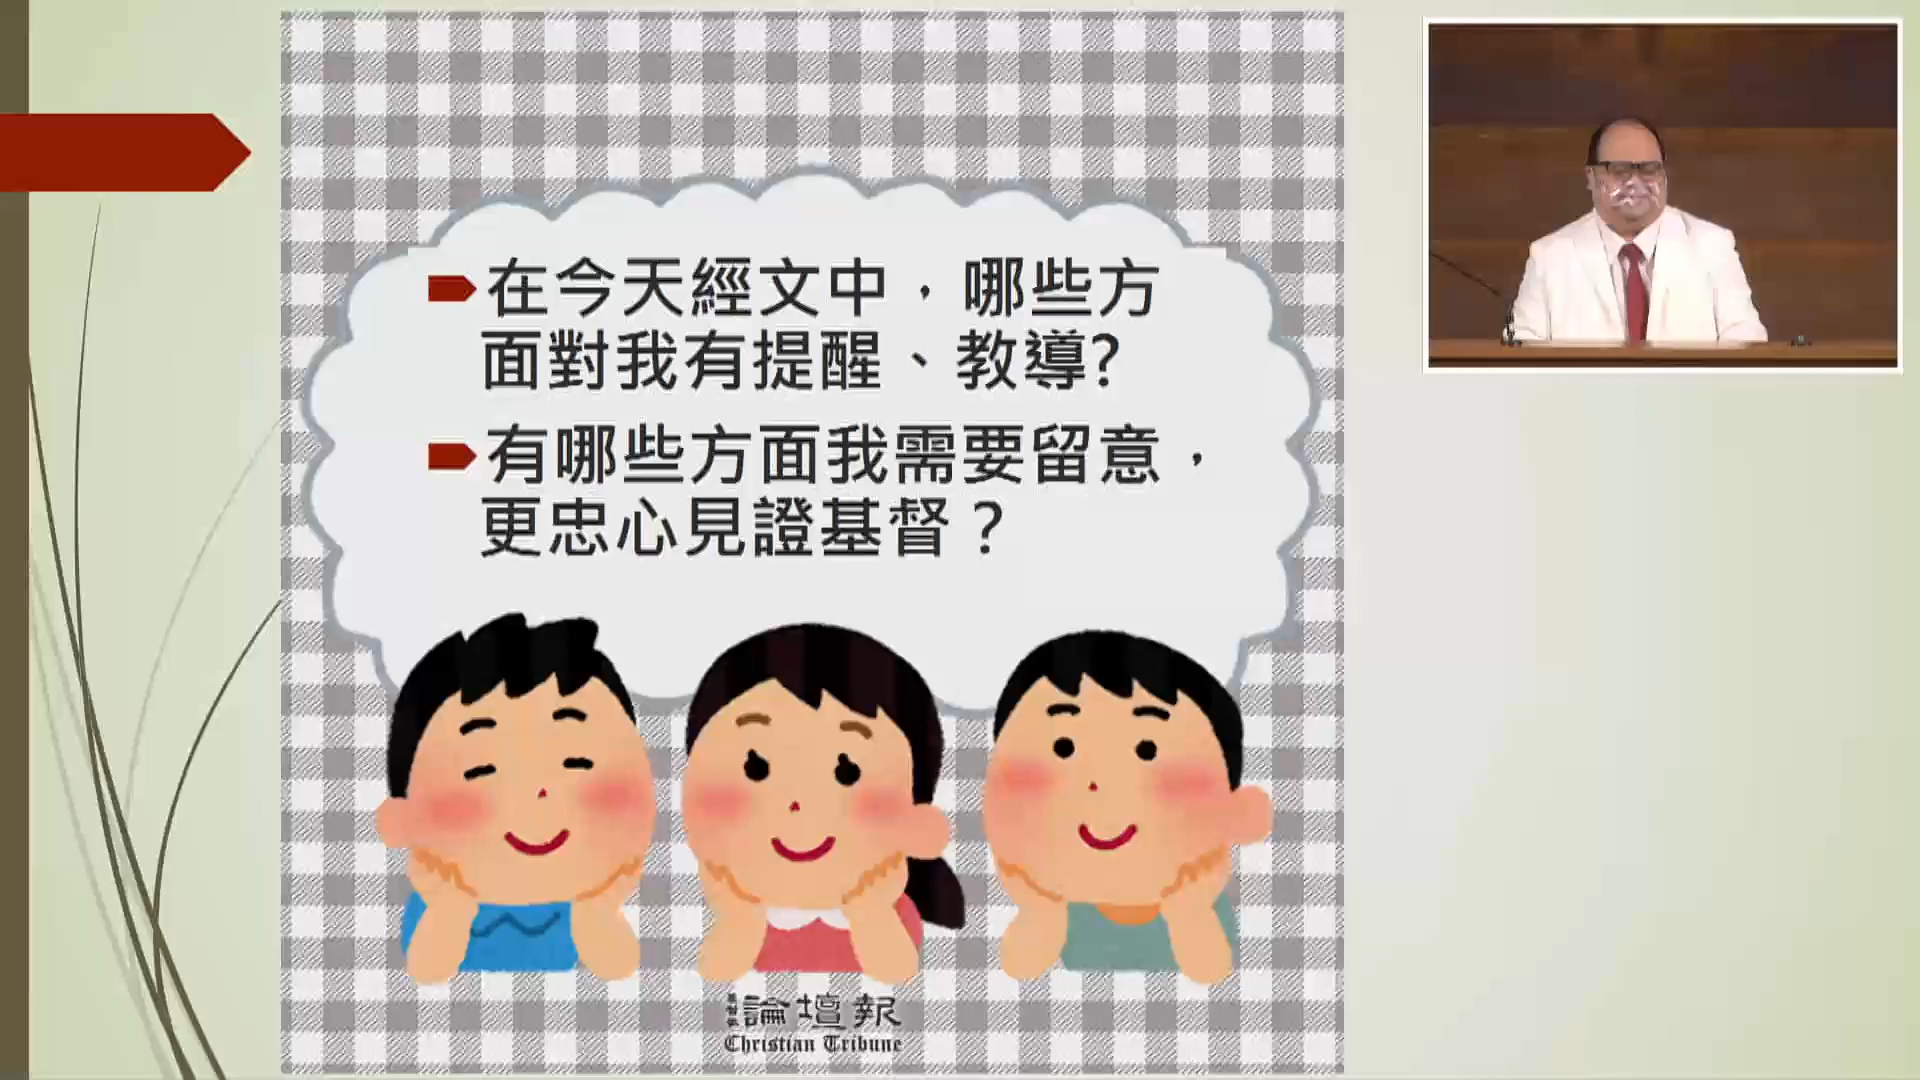 在今天經文中，哪些方
面對我有提醒、教導?
有哪些方面我需要留意，
更忠心見證基督？
論壇報
Christian Tribune